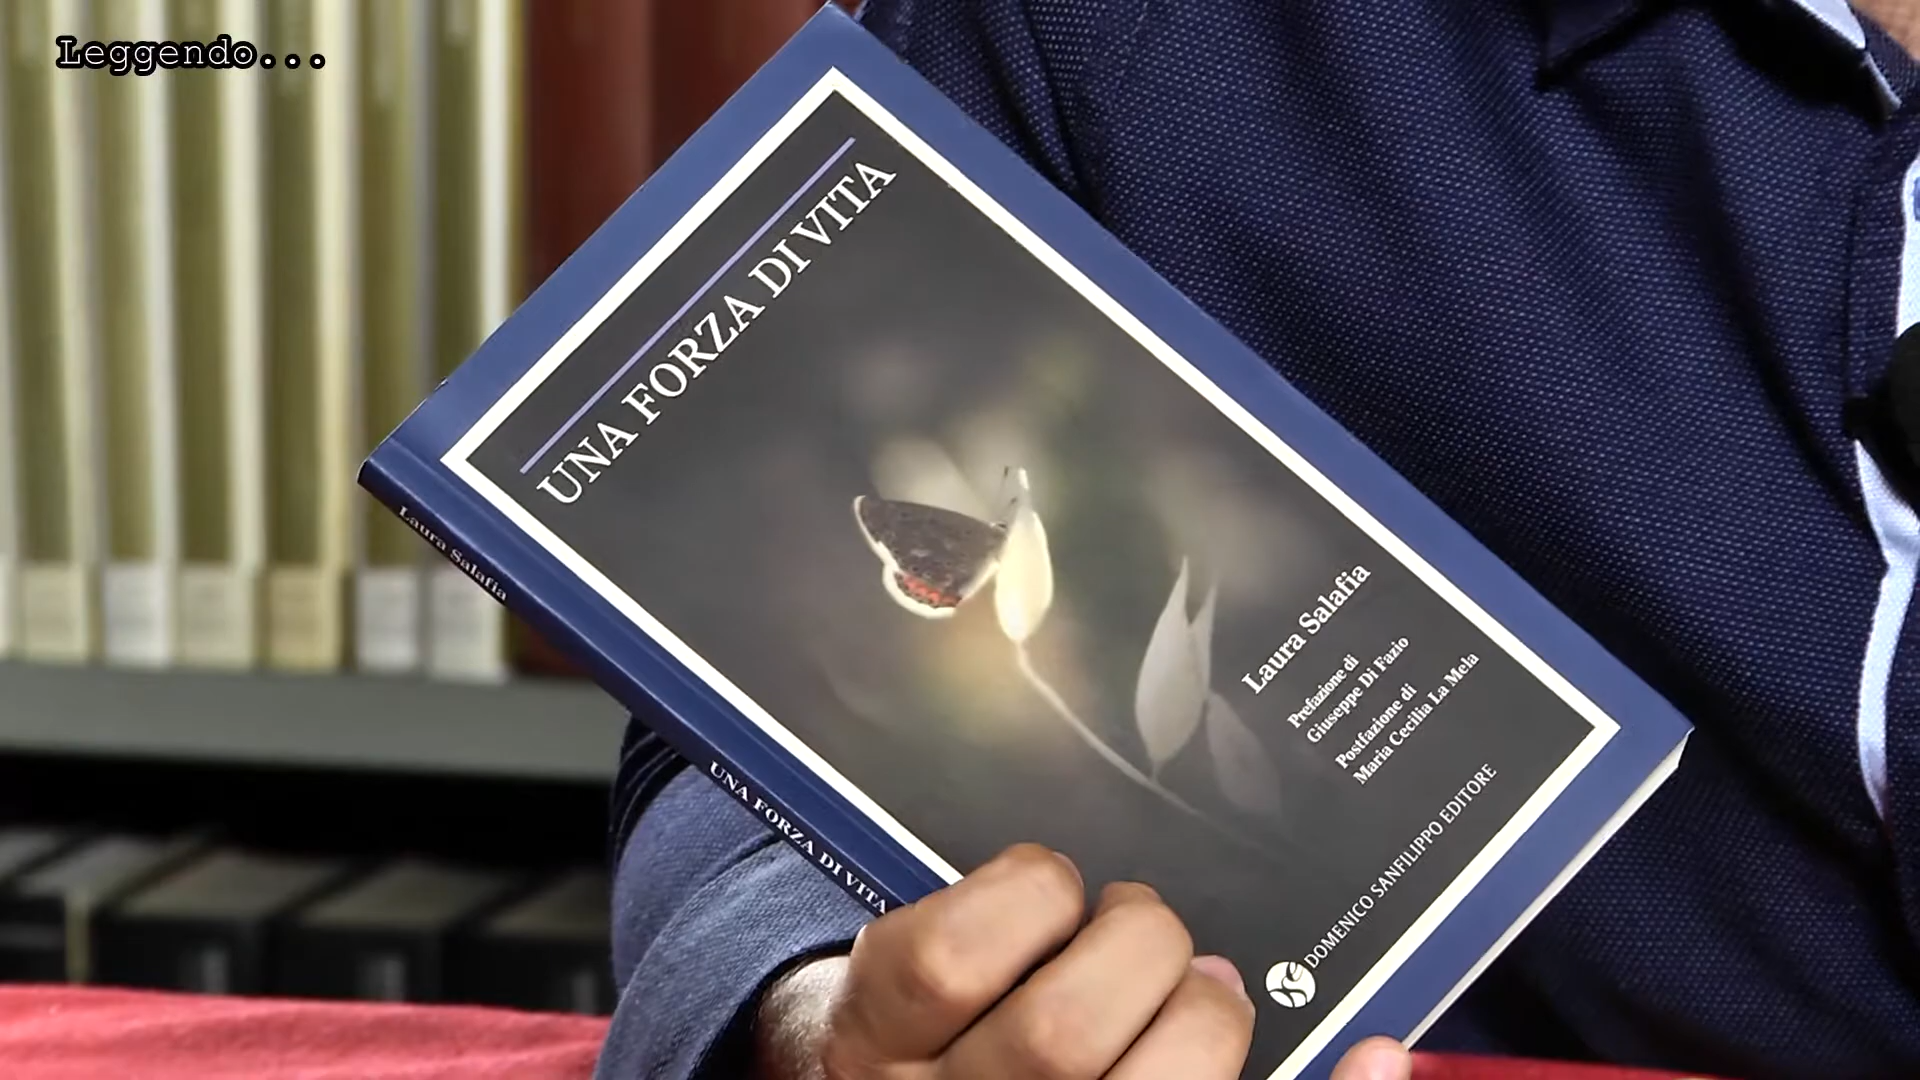 Leggendo...
UNA FORZA DI VITA
Laura Salafia
Prefazione di
Giuseppe Di Fazio
Postfazione di
Maria Cecilia La Mela
DOMENICO SANFILIPPO EDITORE
Laura Salafia
UNA FORZA DI VITA